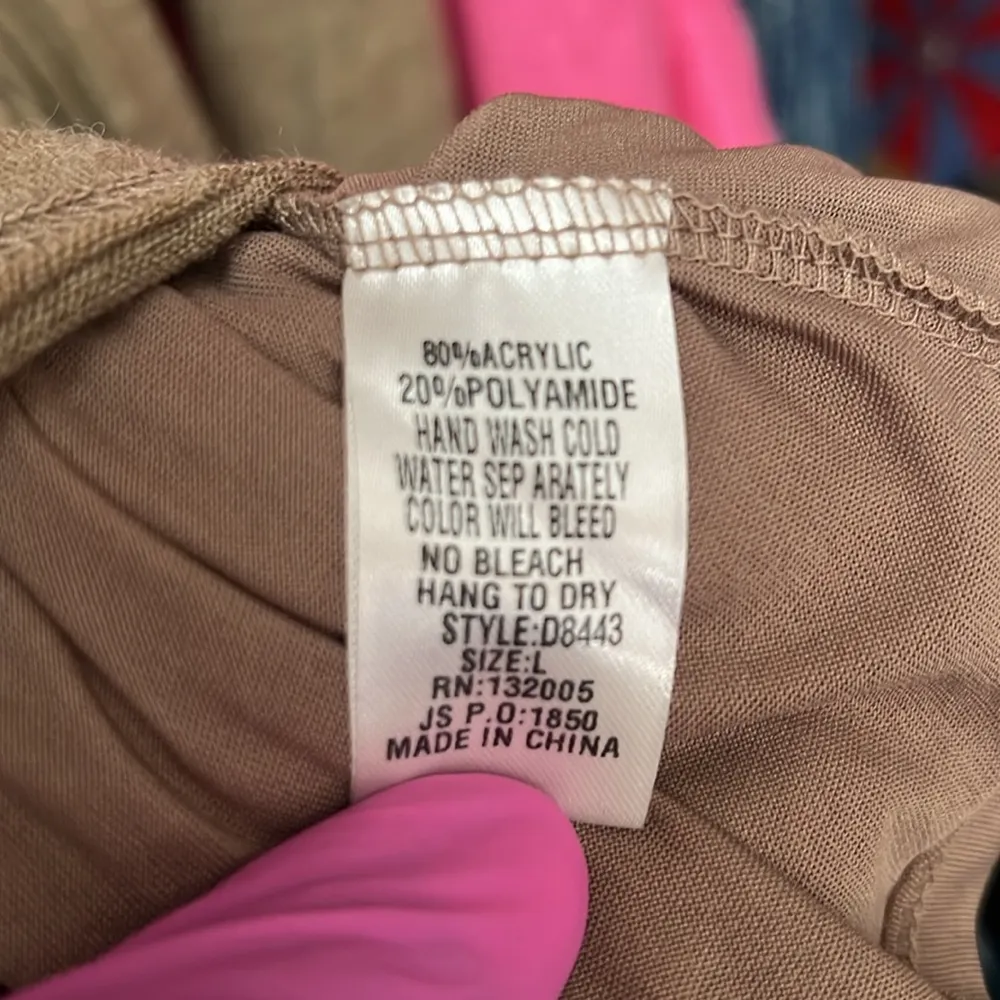 80%ACRYLIC
20%POLYAMIDE
HAND WASH COLD
WATER SEP ARATELY
COLOR WILL BLEED
NO BLEACH
HANG TO DRY
STYLE:D8443
SIZE:L
RN:132005
JS P.O:1850
MADE IN CHINA